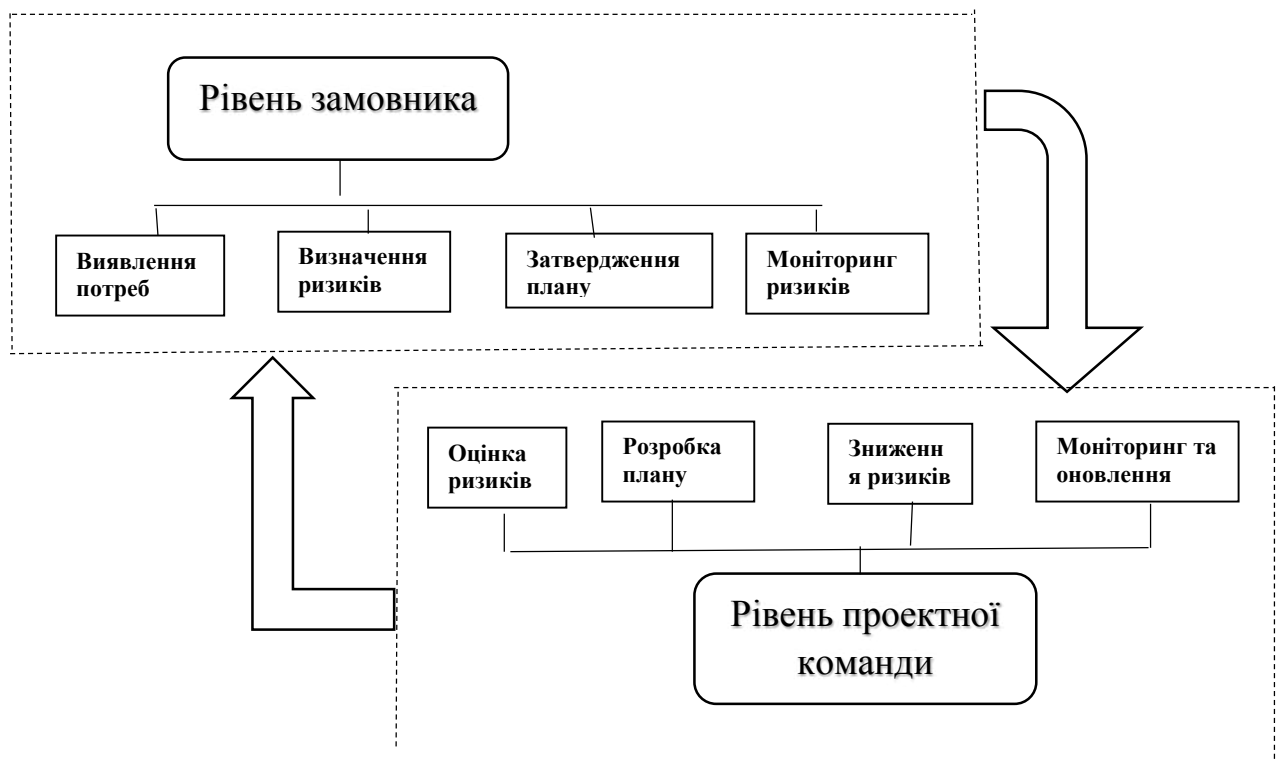 Рівень замовника
Виявлення
потреб
Визначення
ризиків
Затвердження
плану
Моніторинг
ризиків
Оцінка
ризиків
Розробка
плану
Зниженн
я ризиків
Моніторинг та
оновлення
Рівень проектної
команди